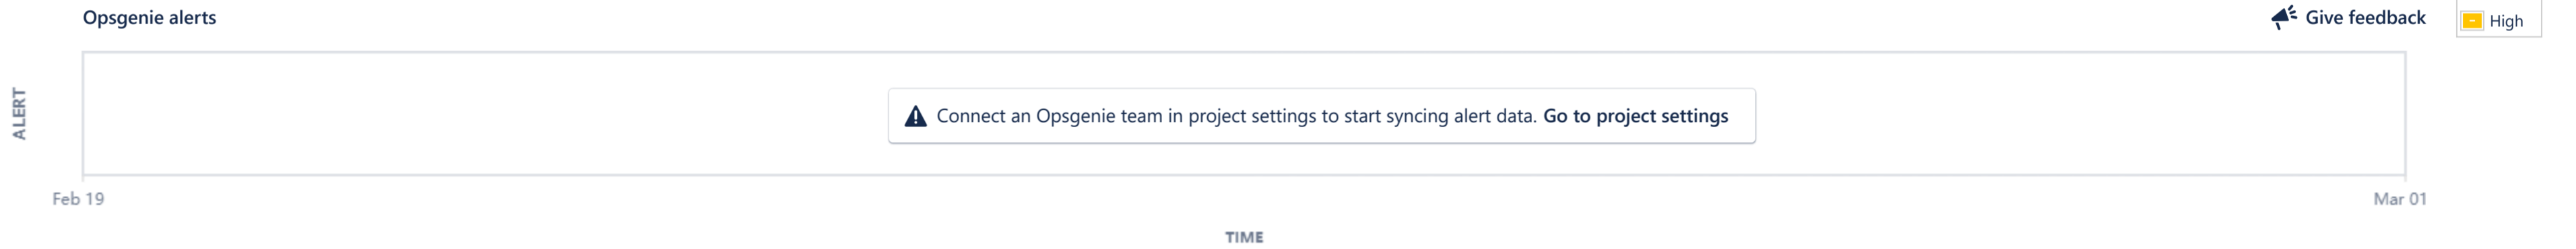 Opsgenie alerts
Give feedback
High
ALERT
Connect an Opsgenie team in project settings to start syncing alert data. Go to project settings
Feb 19
Mar 01
TIME